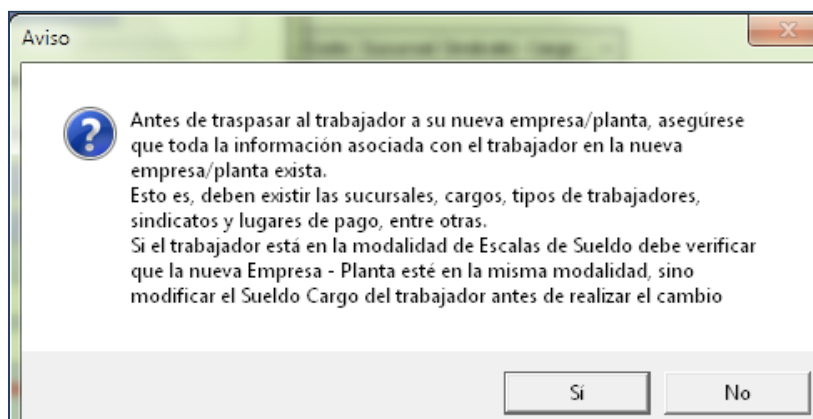 Aviso
Antes de traspasar al trabajador a su nueva empresa/planta, asegúrese
que toda la información asociada con el trabajador en la nueva
empresa/planta exista.
Esto es, deben existir las sucursales, cargos, tipos de trabajadores,
sindicatos y lugares de pago, entre otras.
Si el trabajador está en la modalidad de Escalas de Sueldo debe verificar
que la nueva Empresa - Planta esté en la misma modalidad, sino
modificar el Sueldo Cargo del trabajador antes de realizar el cambio
Sí
No